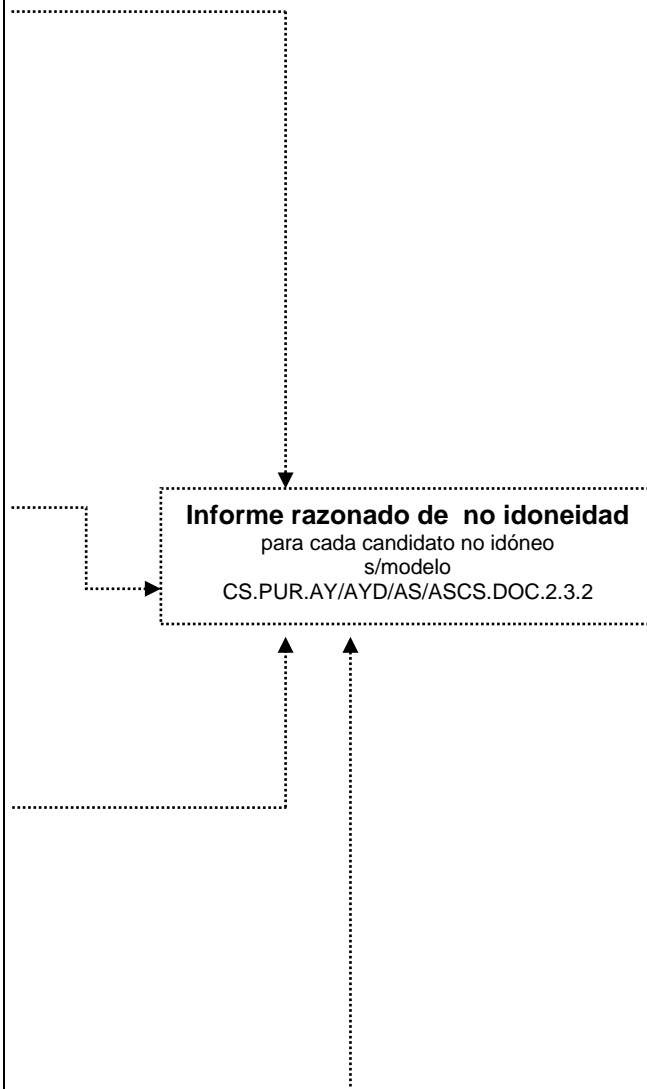 Informe razonado de  no idoneidad
para cada candidato no idóneo
s/modelo
CS.PUR.AY/AYD/AS/ASCS.DOC.2.3.2